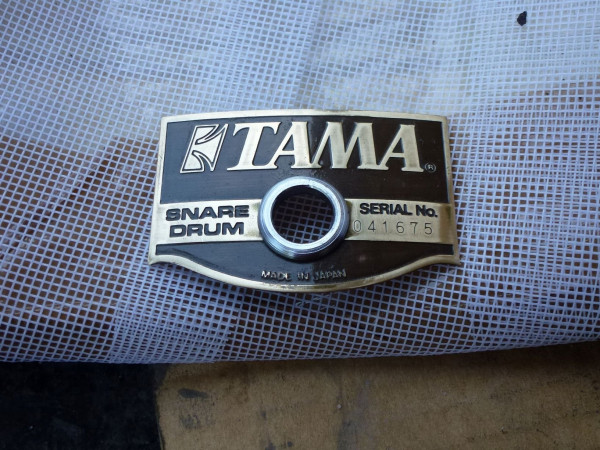 TAMA®
SNARE DRUM
SERIAL No. 041675
MADE IN JAPAN